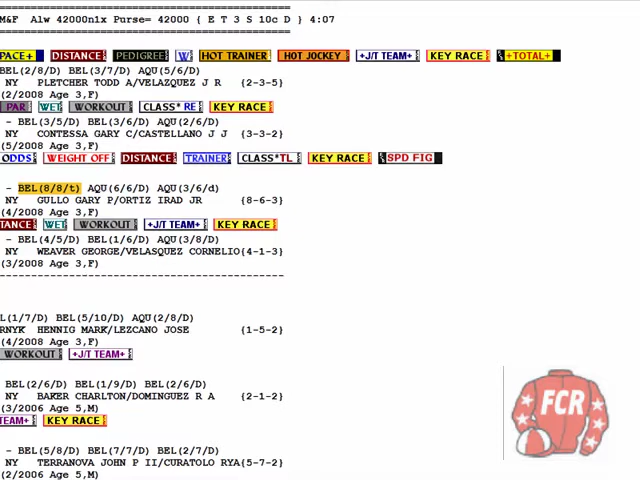 M&F Alw 42000n1x Purse= 42000 { E T 3 S 10c D } 4:07
PACE+ DISTANCE PEDIGREE W HOT TRAINER HOT JOCKEY +J/T TEAM+ KEY RACE +TOTAL+
BEL(2/8/D) BEL(3/7/D) AQU(5/6/D)
NY PLETCHER TODD A/VELAZQUEZ J R {2-3-5}
(2/2008 Age 3,F)
PAR WET WORKOUT CLASS* RE KEY RACE
- BEL(3/5/D) BEL(3/6/D) AQU(2/6/D)
NY CONTESSA GARY C/CASTELLANO J J {3-3-2}
(5/2008 Age 3,F)
ODDS WEIGHT OFF DISTANCE TRAINER CLASS*TL KEY RACE SPD FIG
- BEL(8/8/t) AQU(6/6/D) AQU(3/6/d)
NY GULLO GARY P/ORTIZ IRAD JR {8-6-3}
(4/2008 Age 3,F)
TANCE WET WORKOUT +J/T TEAM+ KEY RACE
- BEL(4/5/D) BEL(1/6/D) AQU(3/8/D)
NY WEAVER GEORGE/VELASQUEZ CORNELIO{4-1-3}
(3/2008 Age 3,F)
L(1/7/D) BEL(5/10/D) AQU(2/8/D)
RNYK HENNIG MARK/LEZCANO JOSE {1-5-2}
(4/2008 Age 3,F)
WORKOUT +J/T TEAM+
BEL(2/6/D) BEL(1/9/D) BEL(2/6/D)
NY BAKER CHARLTON/DOMINGUEZ R A {2-1-2}
(3/2006 Age 5,M)
TEAM+ KEY RACE
- BEL(5/8/D) BEL(7/7/D) BEL(2/7/D)
NY TERRANOVA JOHN P II/CURATOLO RYA{5-7-2}
(2/2006 Age 5,M)
FCR